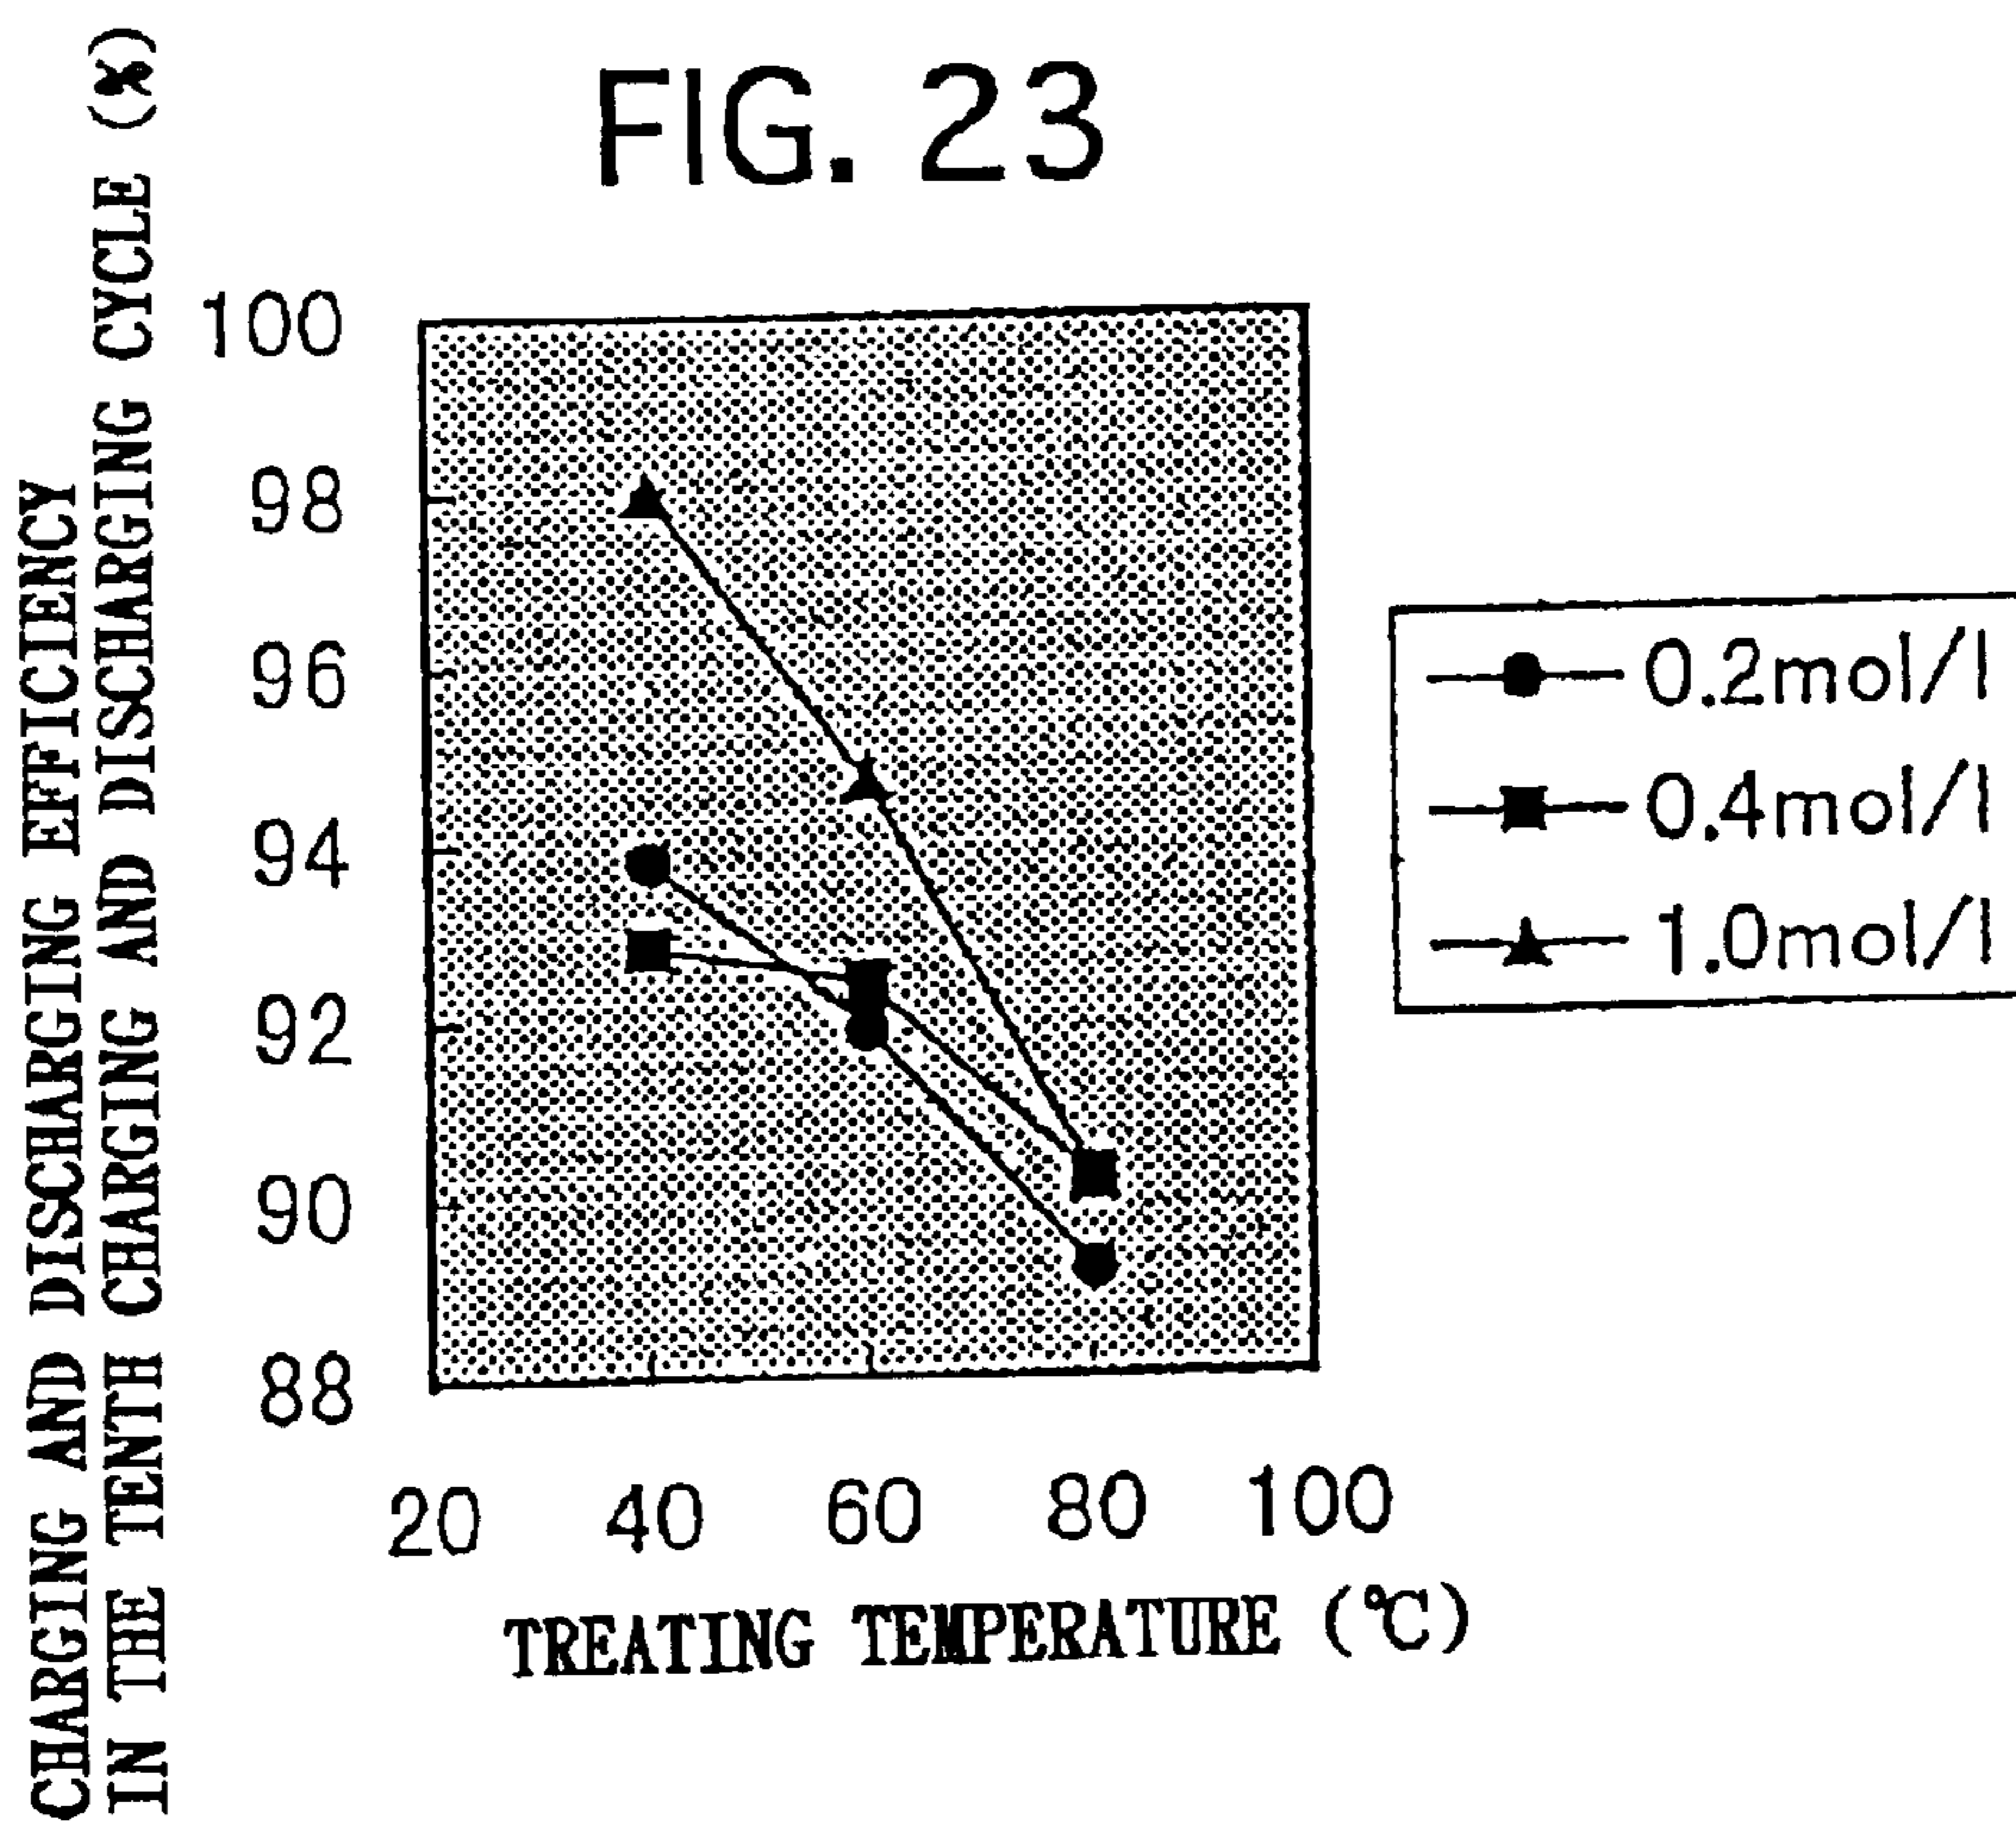 FIG. 23
CHARGING AND DISCHARGING EFFICIENCY
IN THE TENTH CHARGING AND DISCHARGING CYCLE (%)
100
98
96
94
92
90
88
20 40 60 80 100
TREATING TEMPERATURE (℃)
0.2mol/l
0.4mol/l
1.0mol/l